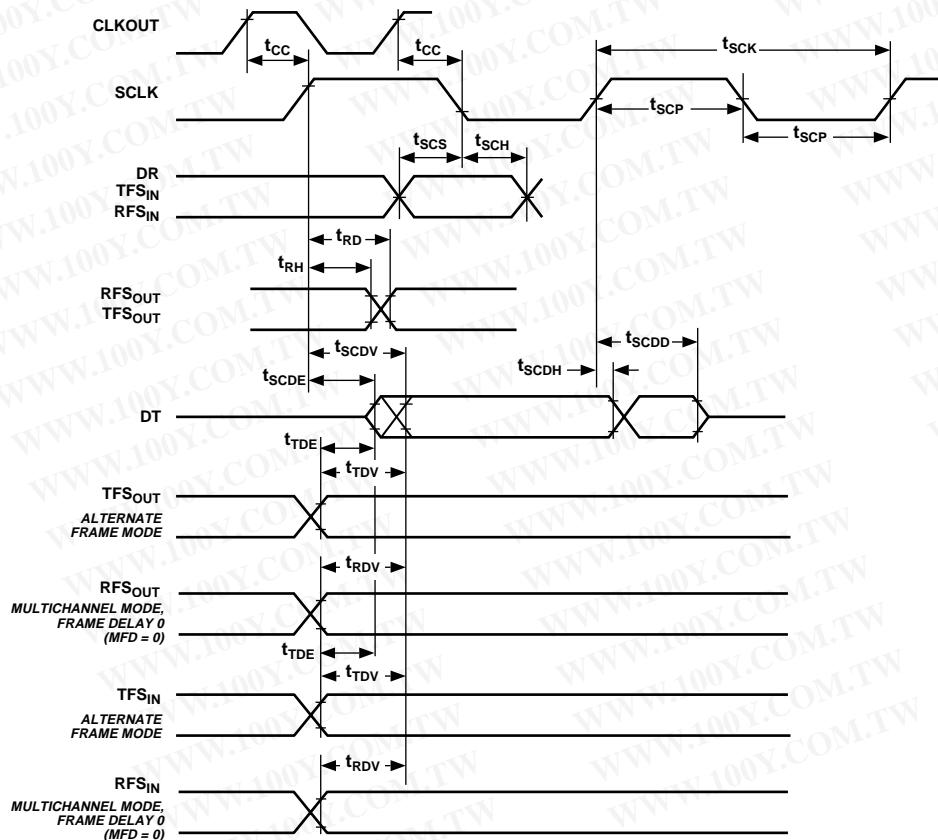 CLKOUT
tCC
tCC
tSCK
SCLK
tSCP
tSCP
tSCS
tSCH
DR
TFSIN
RFSIN
tRD
tRH
RFSOUT
TFSOUT
tSCDV
tSCDD
tSCDE
tSCDH
DT
tTDE
tTDV
TFSOUT
ALTERNATE
FRAME MODE
tRDV
RFSOUT
MULTICHANNEL MODE,
FRAME DELAY 0
(MFD = 0)
tTDE
tTDV
TFSIN
ALTERNATE
FRAME MODE
tRDV
RFSIN
MULTICHANNEL MODE,
FRAME DELAY 0
(MFD = 0)
WWW.100Y.COM.TW